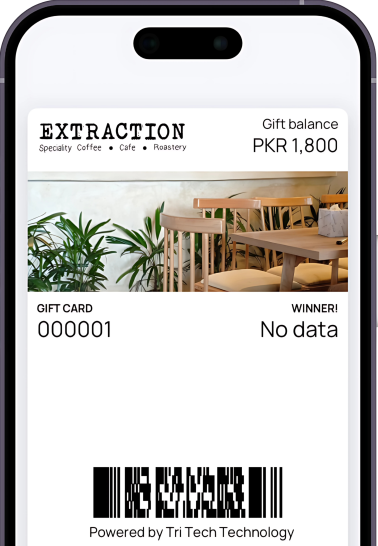 EXTRACTION
Speciality Coffee • Cafe • Roastery
Gift balance
PKR 1,800
GIFT CARD
000001
WINNER!
No data
Powered by Tri Tech Technology